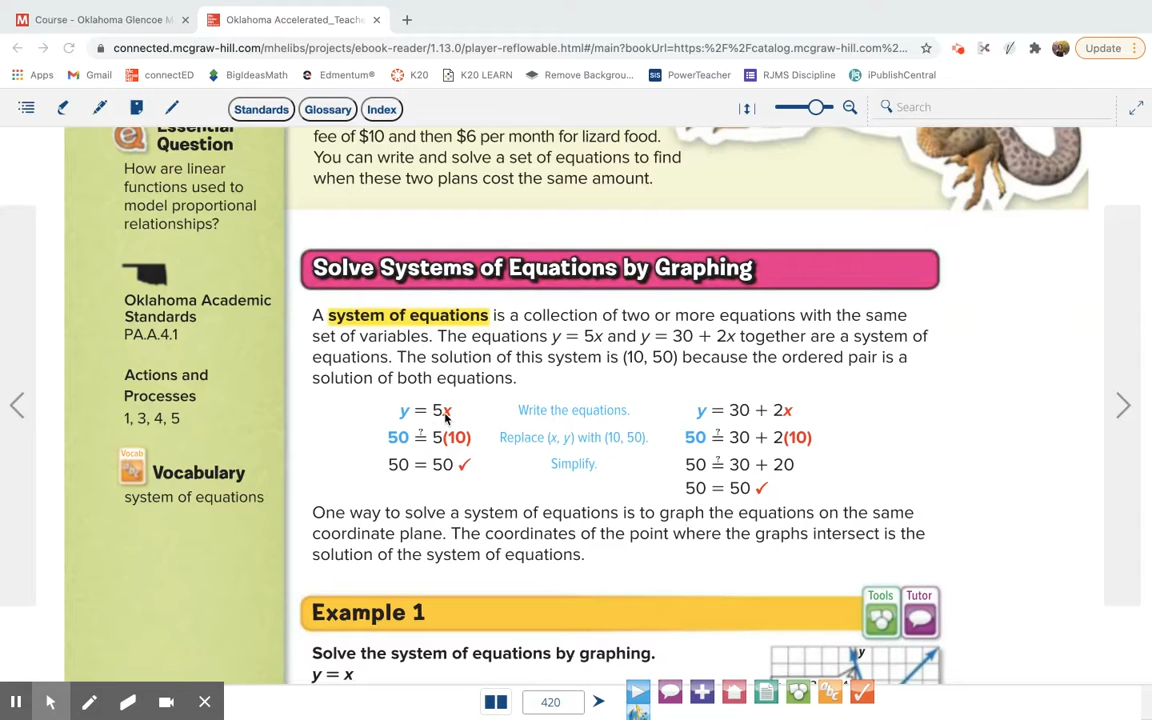 Course - Oklahoma Glencoe M
Oklahoma Accelerated_Teache
connected.mcgraw-hill.com/mhelibs/projects/ebook-reader/1.13.0/player-reflowable.html#/main?bookUrl=https:%2F%2Fcatalog.mcgraw-hill.com%2...
Update
Apps Gmail connectED BigIdeasMath Edmentum® K20 K20 LEARN Remove Backgrou... PowerTeacher RJMS Discipline iPublishCentral
Standards Glossary Index Search
Essential
Question
How are linear
functions used to
model proportional
relationships?
Oklahoma Academic
Standards
PA.A.4.1
Actions and
Processes
1, 3, 4, 5
Vocab
Vocabulary
system of equations
fee of $10 and then $6 per month for lizard food.
You can write and solve a set of equations to find
when these two plans cost the same amount.
Solve Systems of Equations by Graphing
A system of equations is a collection of two or more equations with the same
set of variables. The equations y = 5x and y = 30 + 2x together are a system of
equations. The solution of this system is (10, 50) because the ordered pair is a
solution of both equations.
y = 5x Write the equations. y = 30 + 2x
50 ≟ 5(10) Replace (x, y) with (10, 50). 50 ≟ 30 + 2(10)
50 = 50 ✓ Simplify. 50 ≟ 30 + 20
50 = 50 ✓
One way to solve a system of equations is to graph the equations on the same
coordinate plane. The coordinates of the point where the graphs intersect is the
solution of the system of equations.
Example 1
Tools Tutor
Solve the system of equations by graphing.
y = x
y
420
abc